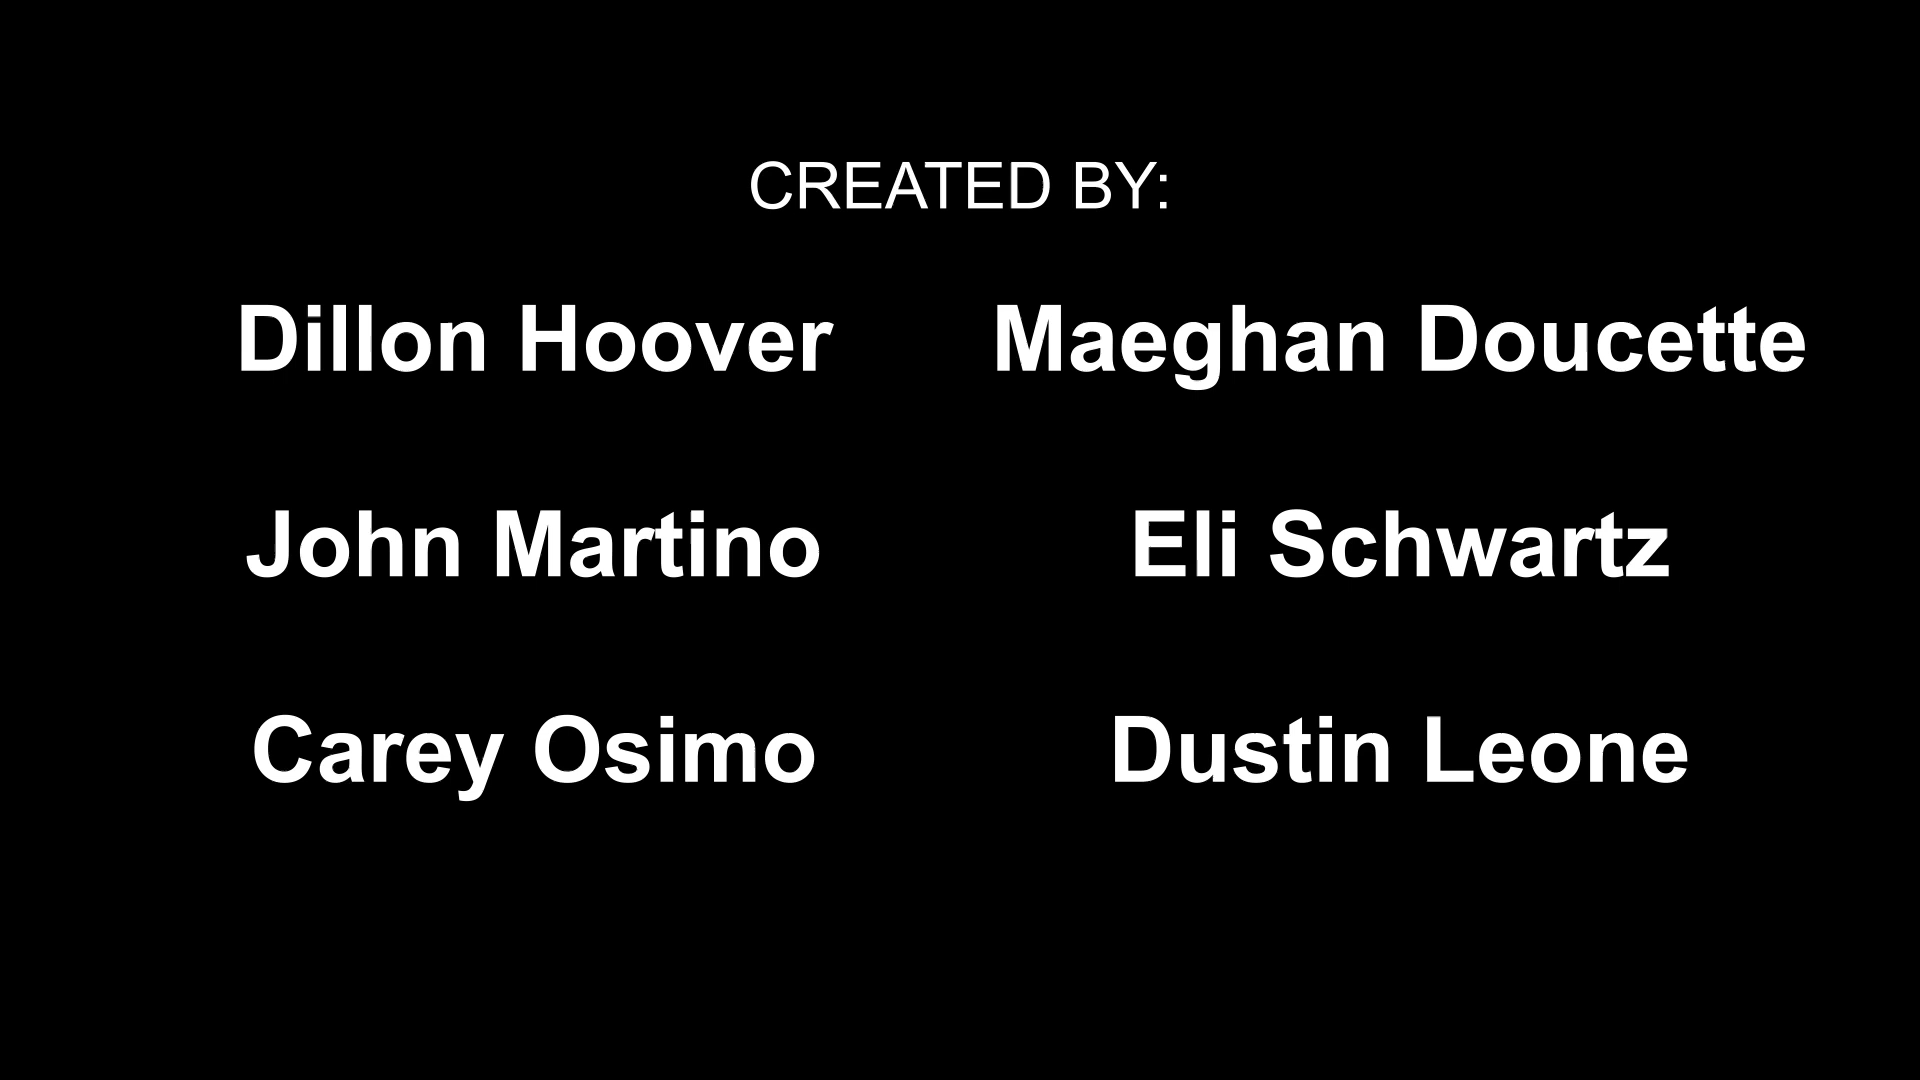 CREATED BY:
Dillon Hoover Maeghan Doucette
John Martino Eli Schwartz
Carey Osimo Dustin Leone